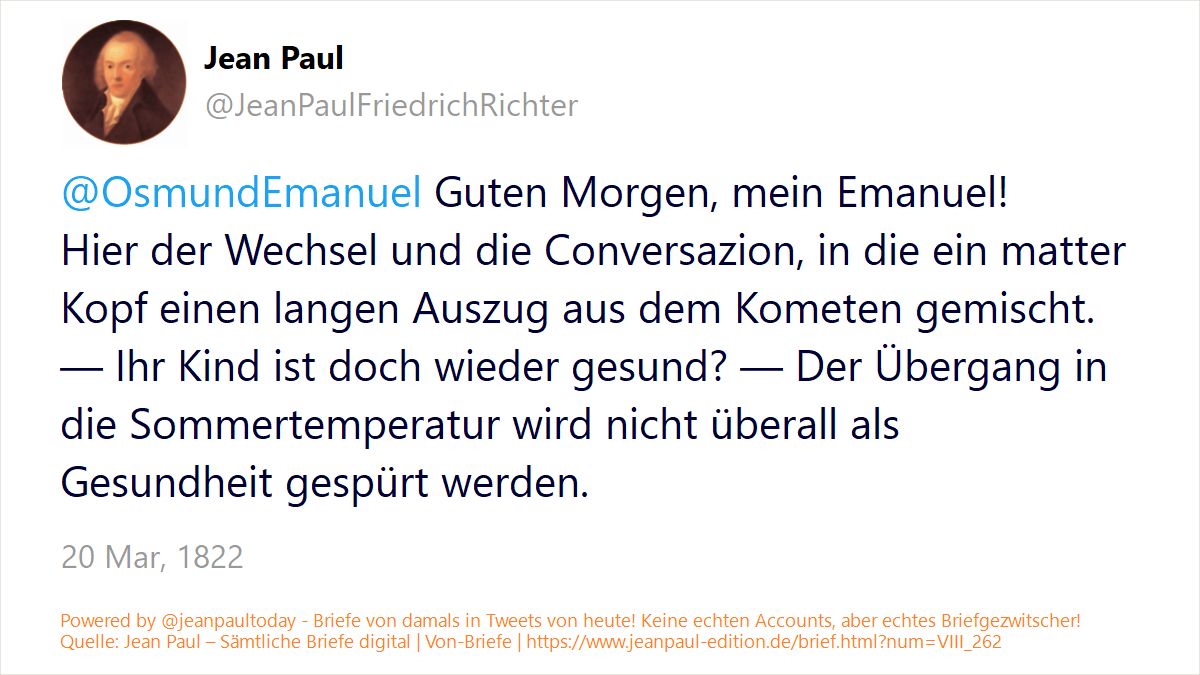 Jean Paul
@JeanPaulFriedrichRichter
@OsmundEmanuel Guten Morgen, mein Emanuel!
Hier der Wechsel und die Conversazion, in die ein matter
Kopf einen langen Auszug aus dem Kometen gemischt.
— Ihr Kind ist doch wieder gesund? — Der Übergang in
die Sommertemperatur wird nicht überall als
Gesundheit gespürt werden.
20 Mar, 1822
Powered by @jeanpaultoday - Briefe von damals in Tweets von heute! Keine echten Accounts, aber echtes Briefgezwitscher!
Quelle: Jean Paul – Sämtliche Briefe digital | Von-Briefe | https://www.jeanpaul-edition.de/brief.html?num=VIII_262